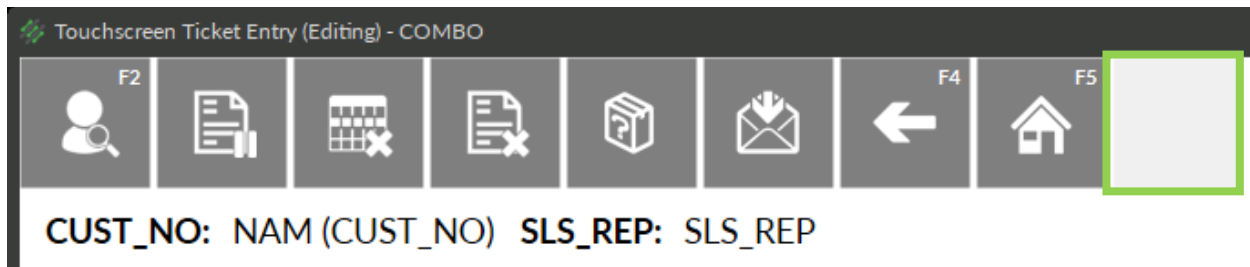 Touchscreen Ticket Entry (Editing) - COMBO
F2 F4 F5
?
CUST_NO: NAM (CUST_NO) SLS_REP: SLS_REP